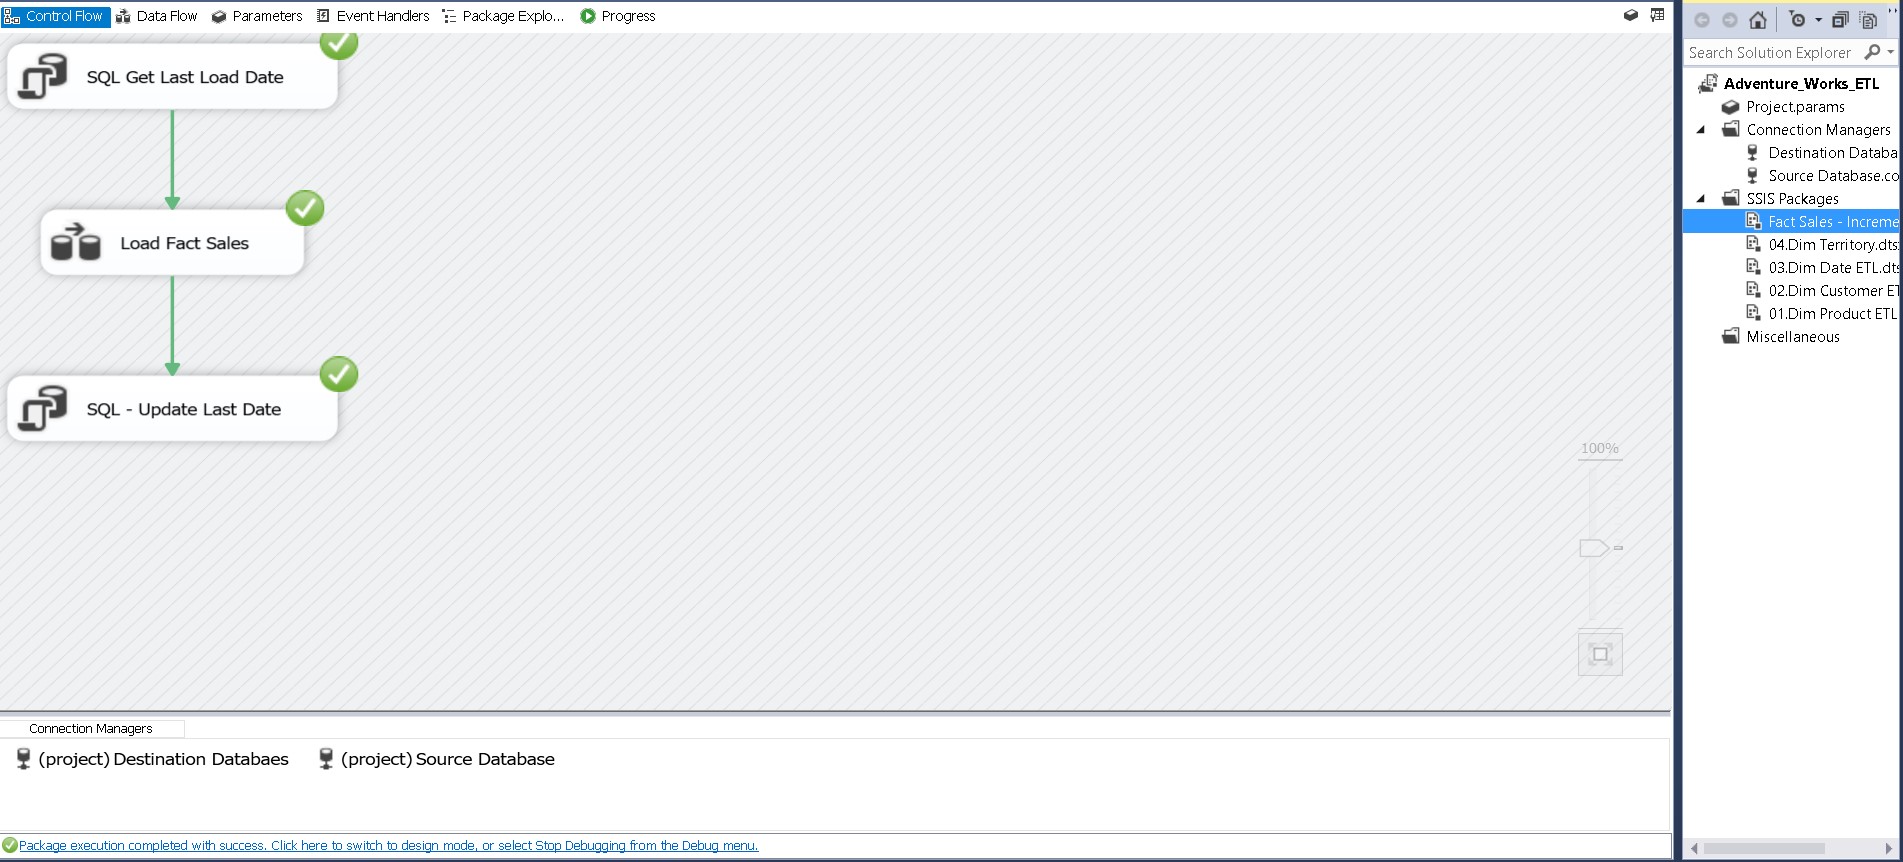 Control Flow
Data Flow
Parameters
Event Handlers
Package Explo...
Progress
SQL Get Last Load Date
Load Fact Sales
SQL - Update Last Date
100%
Connection Managers
(project) Destination Databaes
(project) Source Database
Package execution completed with success. Click here to switch to design mode, or select Stop Debugging from the Debug menu.
Search Solution Explorer
Adventure_Works_ETL
Project.params
Connection Managers
Destination Databa
Source Database.co
SSIS Packages
Fact Sales - Increme
04.Dim Territory.dts
03.Dim Date ETL.dts
02.Dim Customer ET
01.Dim Product ETL
Miscellaneous